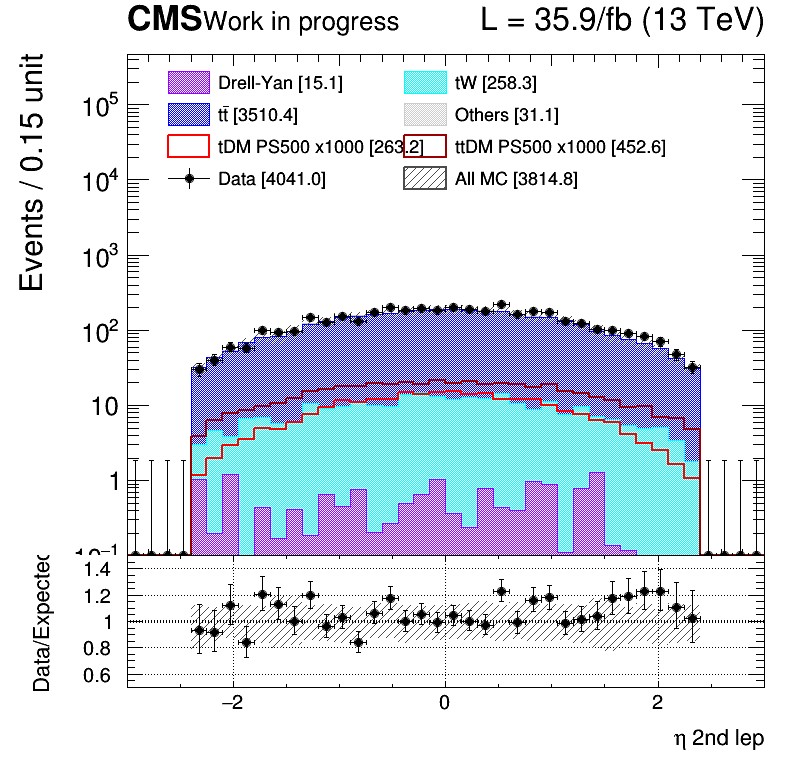 CMS Work in progress L = 35.9/fb (13 TeV)
Events / 0.15 unit
Drell-Yan [15.1] tW [258.3]
tt̄ [3510.4] Others [31.1]
tDM PS500 x1000 [263.2] ttDM PS500 x1000 [452.6]
Data [4041.0] All MC [3814.8]
10⁵
10⁴
10³
10²
10
1
10⁻¹
Data/Expected
1.4
1.2
1
0.8
0.6
−2 0 2
η 2nd lep